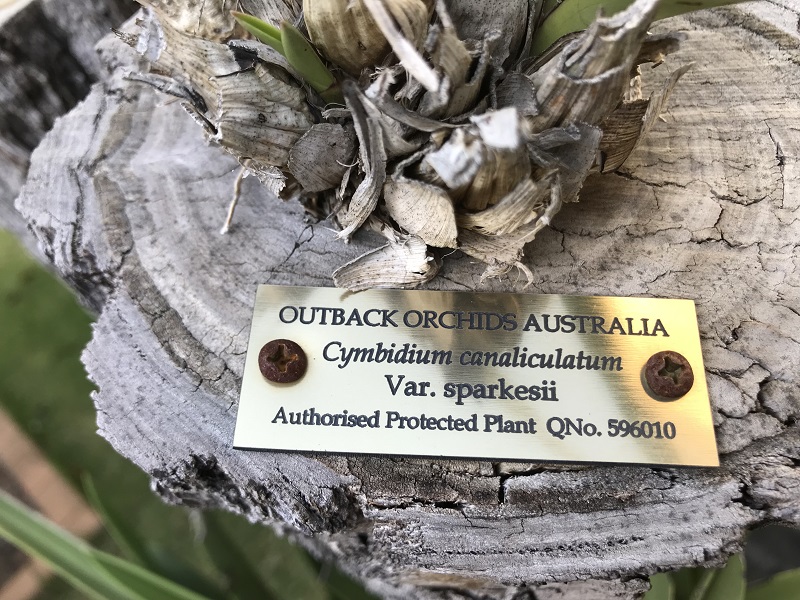 OUTBACK ORCHIDS AUSTRALIA
Cymbidium canaliculatum
Var. sparkesii
Authorised Protected Plant QNo. 596010